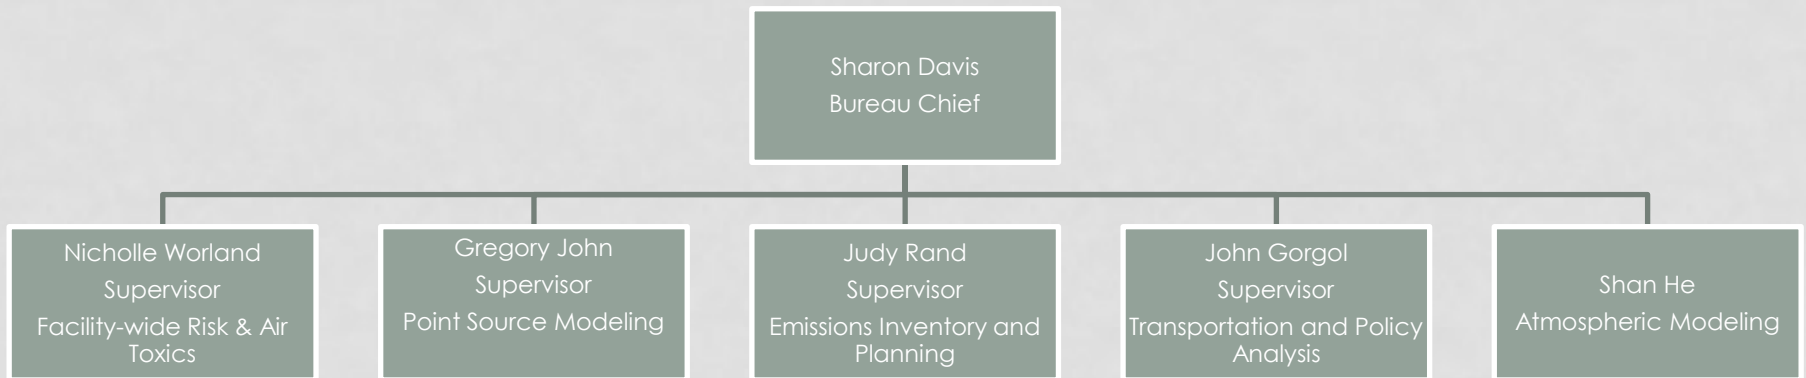 Sharon Davis
Bureau Chief
Nicholle Worland
Supervisor
Facility-wide Risk & Air
Toxics
Gregory John
Supervisor
Point Source Modeling
Judy Rand
Supervisor
Emissions Inventory and
Planning
John Gorgol
Supervisor
Transportation and Policy
Analysis
Shan He
Atmospheric Modeling